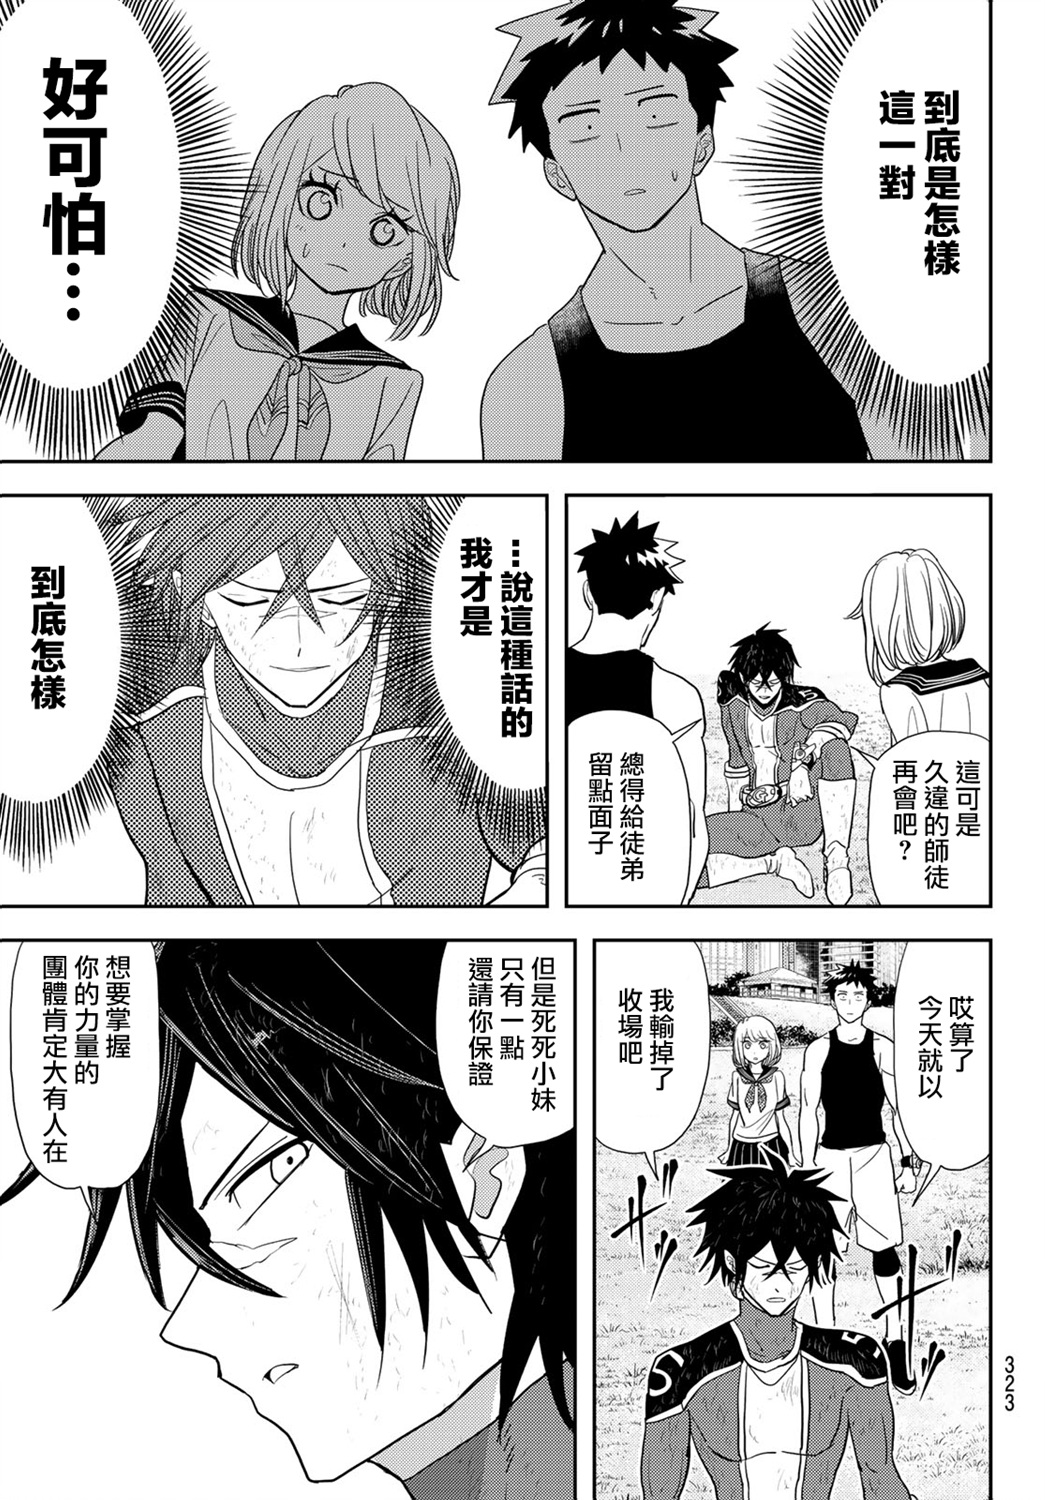 到底是怎樣
這一對
好可怕…
這可是
久違的師徒
再會吧?
總得給徒弟
留點面子
…說這種話的
我才是
到底怎樣
哎算了
今天就以
我輸掉了
收場吧
但是死死小妹
只有一點
還請你保證
想要掌握
你的力量的
團體肯定大有人在
323